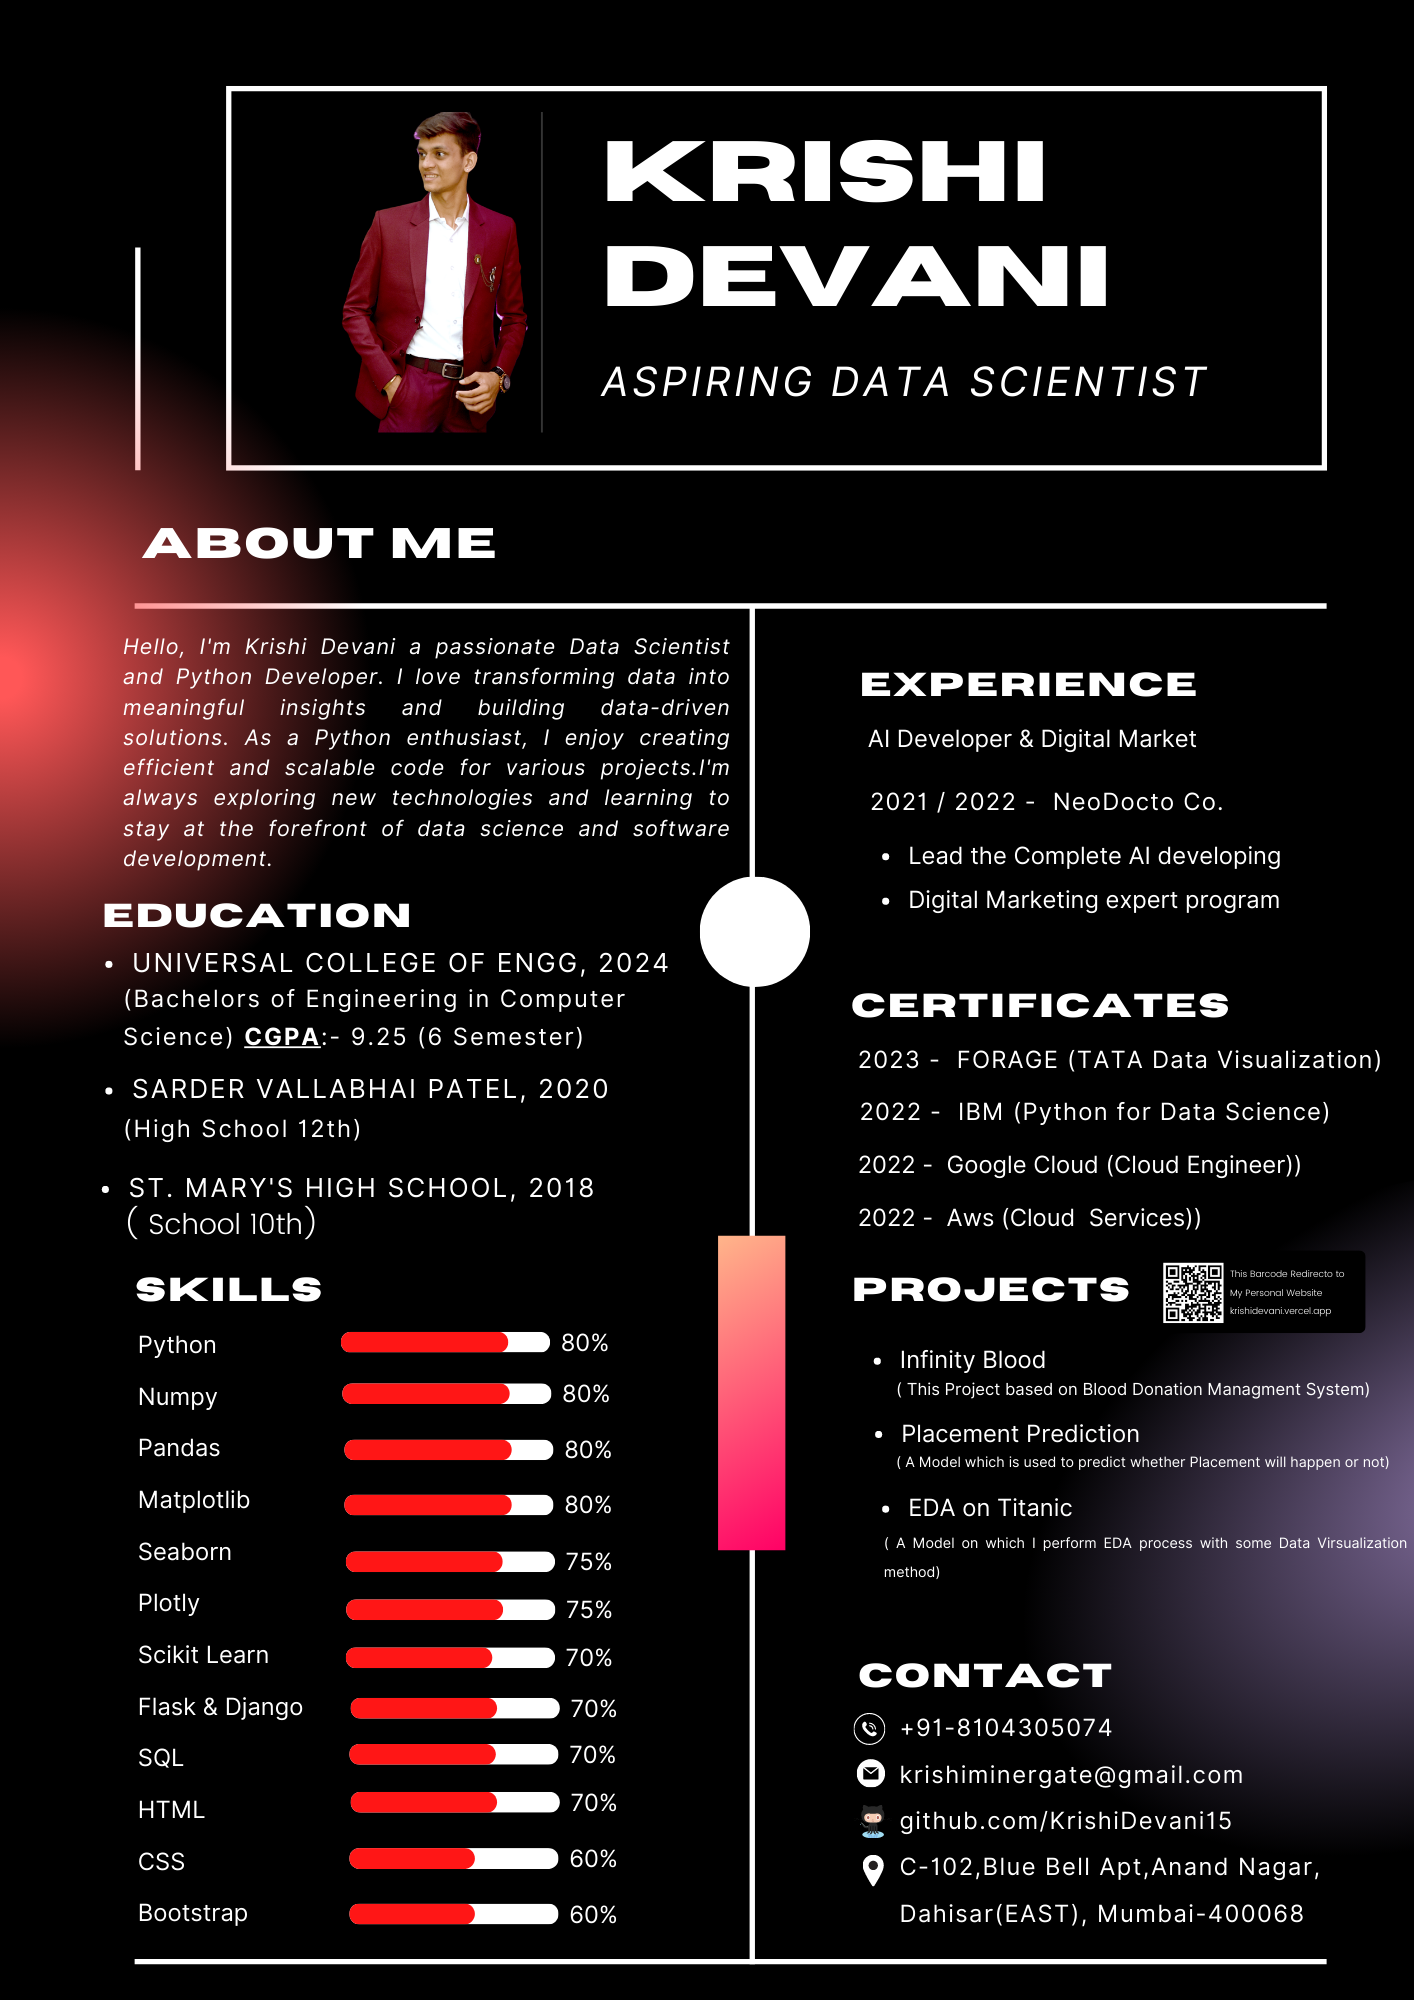 KRISHI
DEVANI
ASPIRING DATA SCIENTIST
ABOUT ME
Hello, I'm Krishi Devani a passionate Data Scientist
and Python Developer. I love transforming data into
meaningful insights and building data-driven
solutions. As a Python enthusiast, I enjoy creating
efficient and scalable code for various projects.I'm
always exploring new technologies and learning to
stay at the forefront of data science and software
development.
EDUCATION
• UNIVERSAL COLLEGE OF ENGG, 2024
(Bachelors of Engineering in Computer
Science) CGPA:- 9.25 (6 Semester)
• SARDER VALLABHAI PATEL, 2020
(High School 12th)
• ST. MARY'S HIGH SCHOOL, 2018
( School 10th)
SKILLS
Python 80%
Numpy 80%
Pandas 80%
Matplotlib 80%
Seaborn 75%
Plotly 75%
Scikit Learn 70%
Flask & Django 70%
SQL 70%
HTML 70%
CSS 60%
Bootstrap 60%
EXPERIENCE
AI Developer & Digital Market
2021 / 2022 - NeoDocto Co.
• Lead the Complete AI developing
• Digital Marketing expert program
CERTIFICATES
2023 - FORAGE (TATA Data Visualization)
2022 - IBM (Python for Data Science)
2022 - Google Cloud (Cloud Engineer))
2022 - Aws (Cloud Services))
PROJECTS
This Barcode Redirecto to
My Personal Website
krishidevani.vercel.app
• Infinity Blood
( This Project based on Blood Donation Managment System)
• Placement Prediction
( A Model which is used to predict whether Placement will happen or not)
• EDA on Titanic
( A Model on which I perform EDA process with some Data Virsualization
method)
CONTACT
+91-8104305074
krishiminergate@gmail.com
github.com/KrishiDevani15
C-102,Blue Bell Apt,Anand Nagar,
Dahisar(EAST), Mumbai-400068